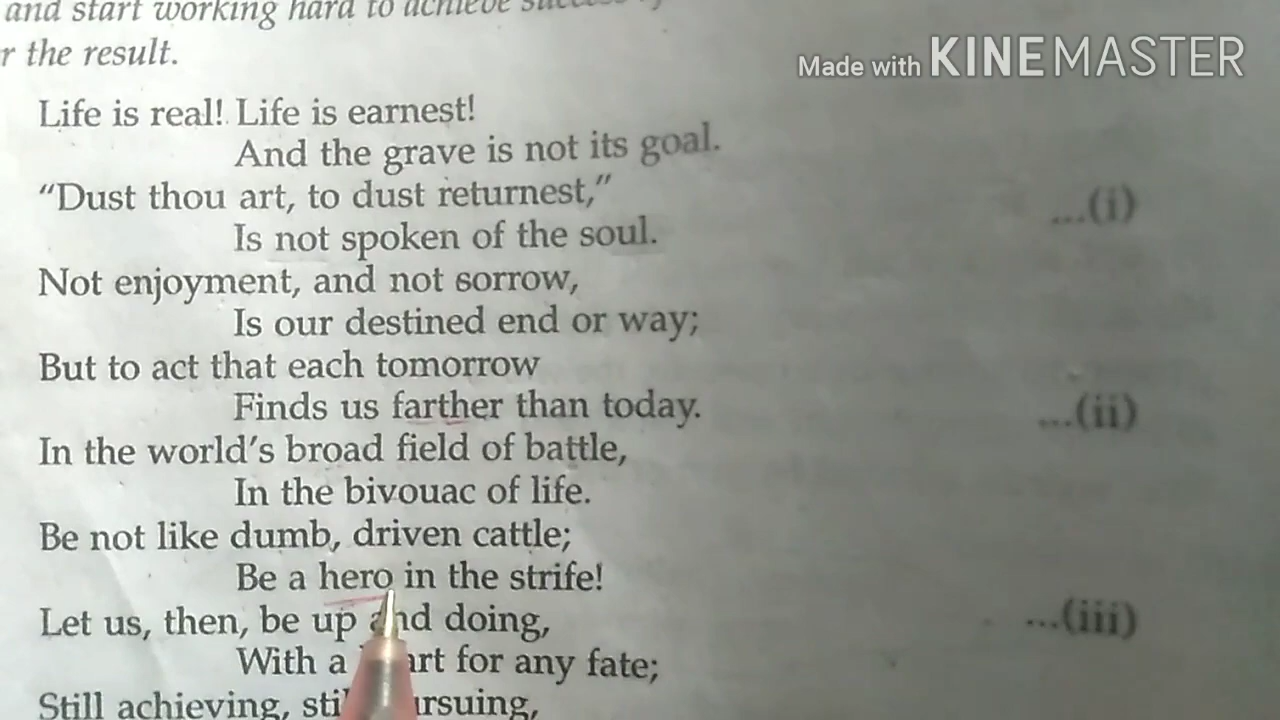 and start working hard to achieve
r the result.
Made with KINEMASTER
Life is real! Life is earnest!
And the grave is not its goal.
"Dust thou art, to dust returnest,"
...(i)
Is not spoken of the soul.
Not enjoyment, and not sorrow,
Is our destined end or way;
But to act that each tomorrow
Finds us farther than today.
...(ii)
In the world's broad field of battle,
In the bivouac of life.
Be not like dumb, driven cattle;
Be a hero in the strife!
Let us, then, be up and doing,
...(iii)
With a for any fate;
Still achieving,